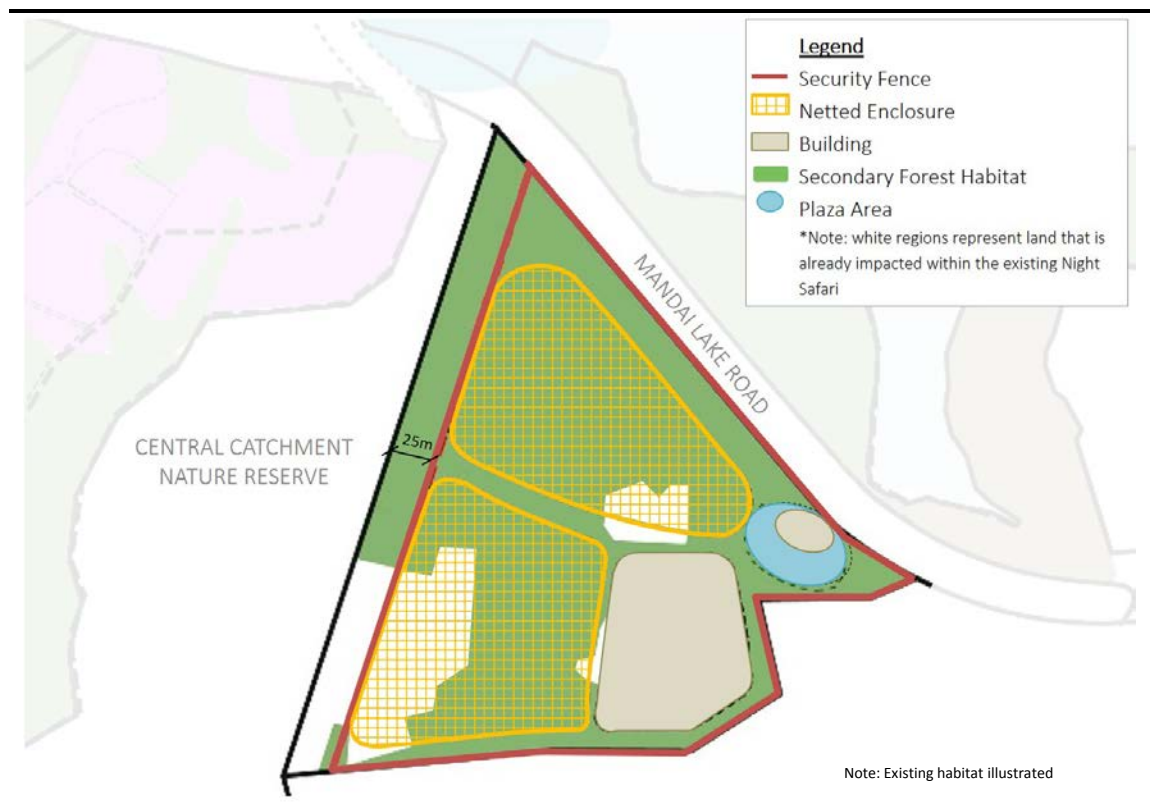 Legend
Security Fence
Netted Enclosure
Building
Secondary Forest Habitat
Plaza Area
*Note: white regions represent land that is
already impacted within the existing Night
Safari
MANDAI LAKE ROAD
25m
CENTRAL CATCHMENT
NATURE RESERVE
Note: Existing habitat illustrated